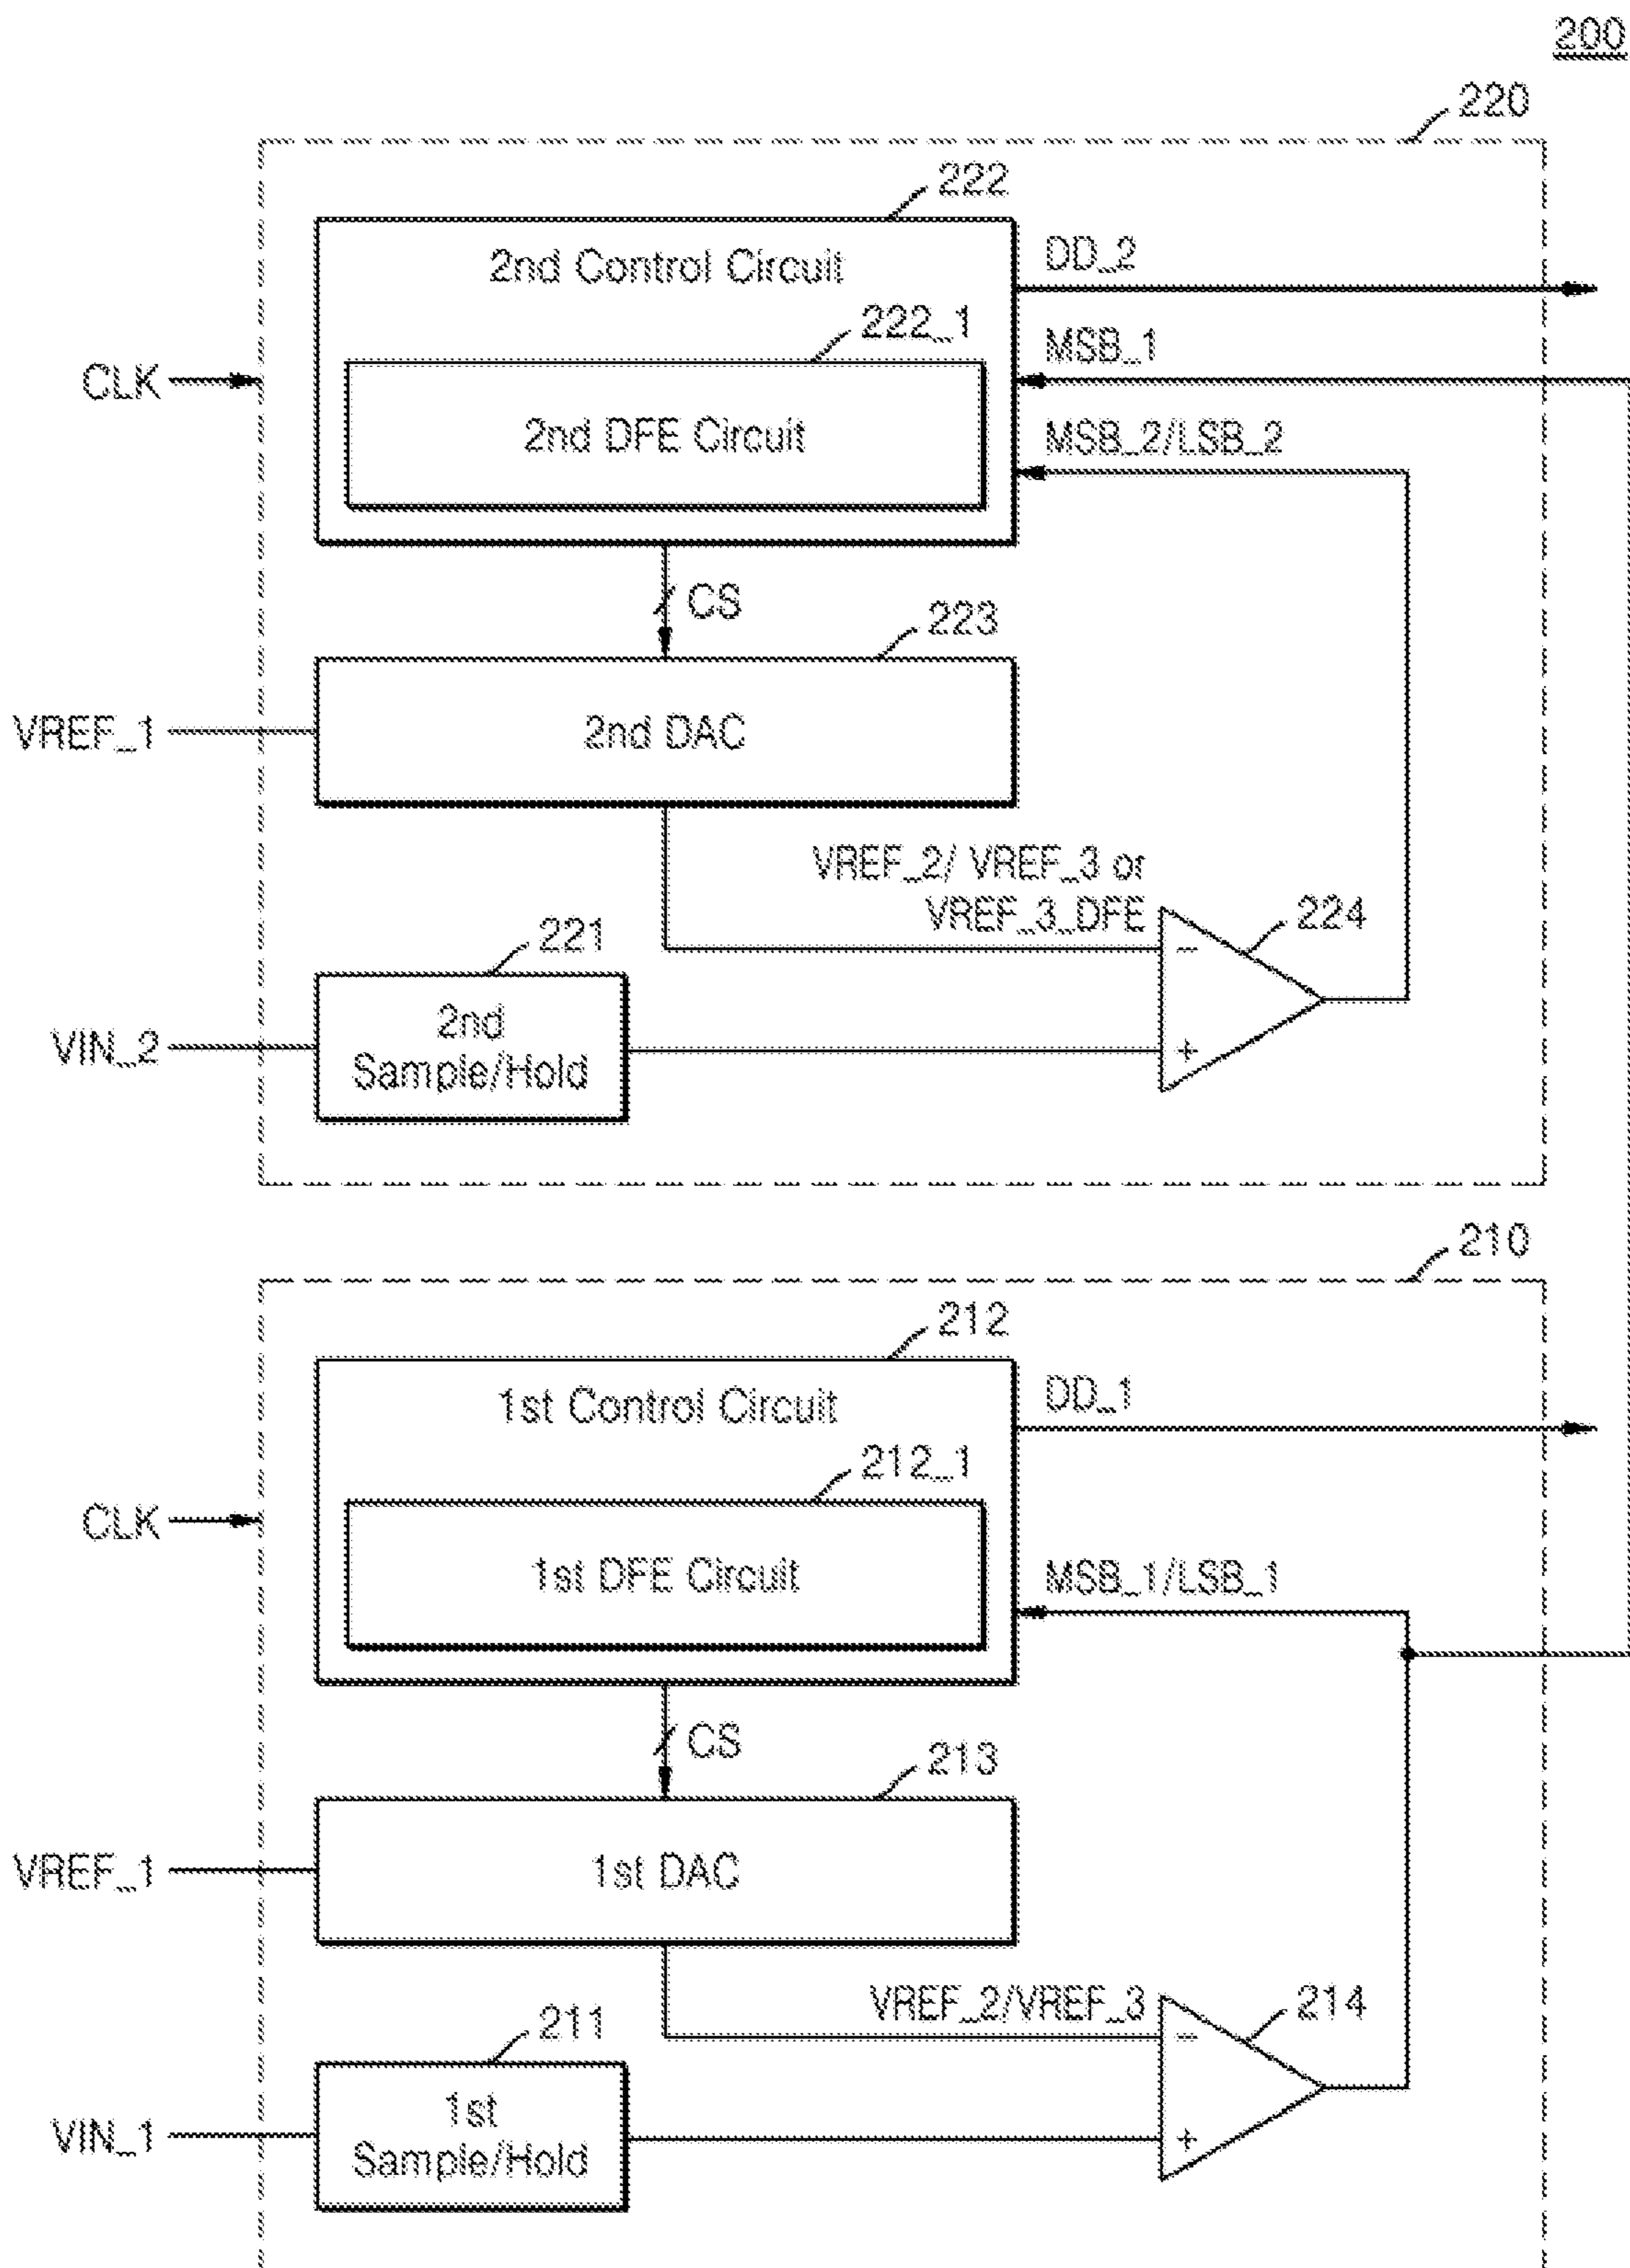 200
220
222
2nd Control Circuit
DD_2
222_1
MSB_1
CLK
2nd DFE Circuit
MSB_2/LSB_2
CS
223
VREF_1
2nd DAC
VREF_2/ VREF_3 or
VREF_3_DFE
224
221
-
VIN_2
2nd
Sample/Hold
+
210
212
1st Control Circuit
DD_1
212_1
CLK
1st DFE Circuit
MSB_1/LSB_1
CS
213
VREF_1
1st DAC
VREF_2/VREF_3
214
211
-
VIN_1
1st
Sample/Hold
+